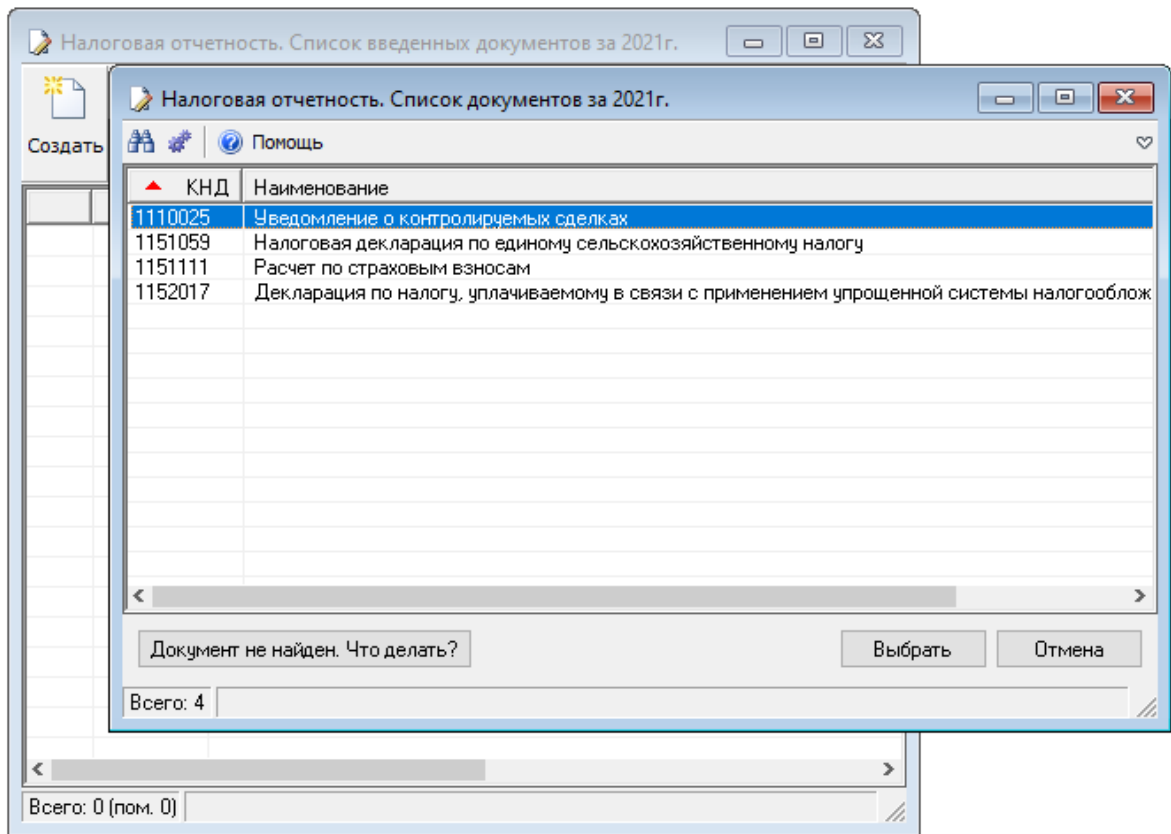 Налоговая отчетность. Список введенных документов за 2021г.
Создать
Налоговая отчетность. Список документов за 2021г.
Помощь
КНД Наименование
1110025 Уведомление о контролируемых сделках
1151059 Налоговая декларация по единому сельскохозяйственному налогу
1151111 Расчет по страховым взносам
1152017 Декларация по налогу, уплачиваемому в связи с применением упрощенной системы налогооблож
Документ не найден. Что делать? Выбрать Отмена
Всего: 4
Всего: 0 (пом. 0)